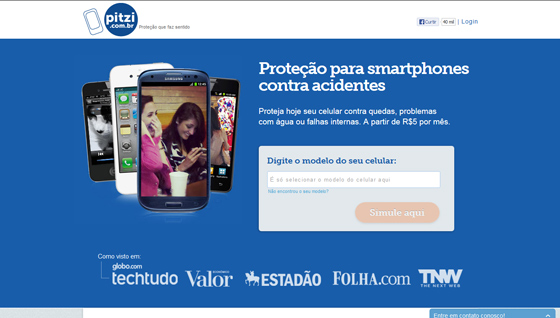 pitzi
.com.br
Proteção que faz sentido
Curtir
40 mil
| Login
Proteção para smartphones
contra acidentes
Proteja hoje seu celular contra quedas, problemas
com água ou falhas internas. A partir de R$5 por mês.
Digite o modelo do seu celular:
É só selecionar o modelo do celular aqui
Não encontrou o seu modelo?
Simule aqui
Como visto em:
globo.com
techtudo
Valor
ESTADÃO
FOLHA.com
TNW
THE NEXT WEB
Entre em contato conosco!